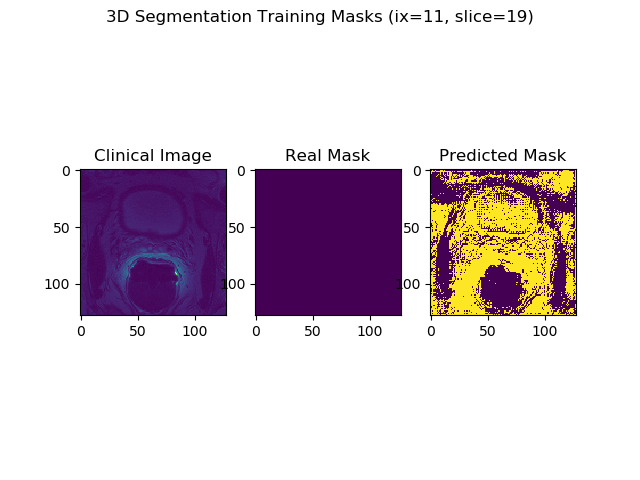 3D Segmentation Training Masks (ix=11, slice=19)
Clinical Image Real Mask Predicted Mask
0 0 0
50 50 50
100 100 100
0 50 100 0 50 100 0 50 100